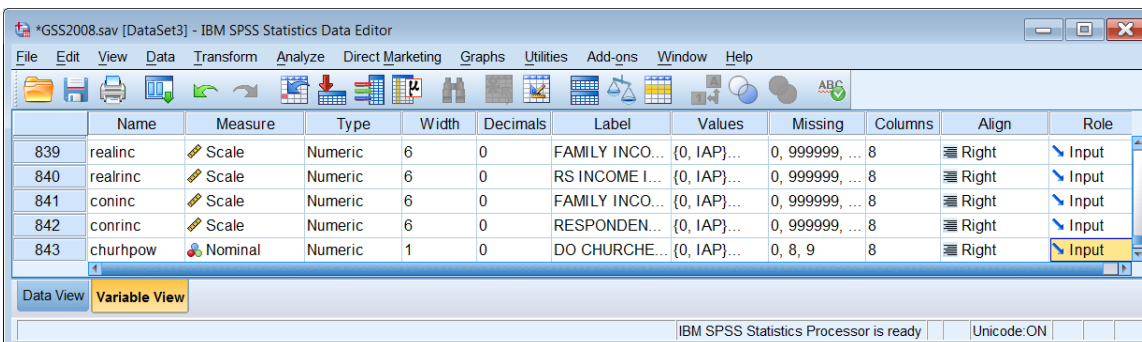 *GSS2008.sav [DataSet3] - IBM SPSS Statistics Data Editor
File Edit View Data Transform Analyze Direct Marketing Graphs Utilities Add-ons Window Help
Name Measure Type Width Decimals Label Values Missing Columns Align Role
839 realinc Scale Numeric 6 0 FAMILY INCO... {0, IAP}... 0, 999999, ... 8 Right Input
840 realrinc Scale Numeric 6 0 RS INCOME I... {0, IAP}... 0, 999999, ... 8 Right Input
841 coninc Scale Numeric 6 0 FAMILY INCO... {0, IAP}... 0, 999999, ... 8 Right Input
842 conrinc Scale Numeric 6 0 RESPONDEN... {0, IAP}... 0, 999999, ... 8 Right Input
843 churhpow Nominal Numeric 1 0 DO CHURCHE... {0, IAP}... 0, 8, 9 8 Right Input
Data View Variable View
IBM SPSS Statistics Processor is ready Unicode:ON